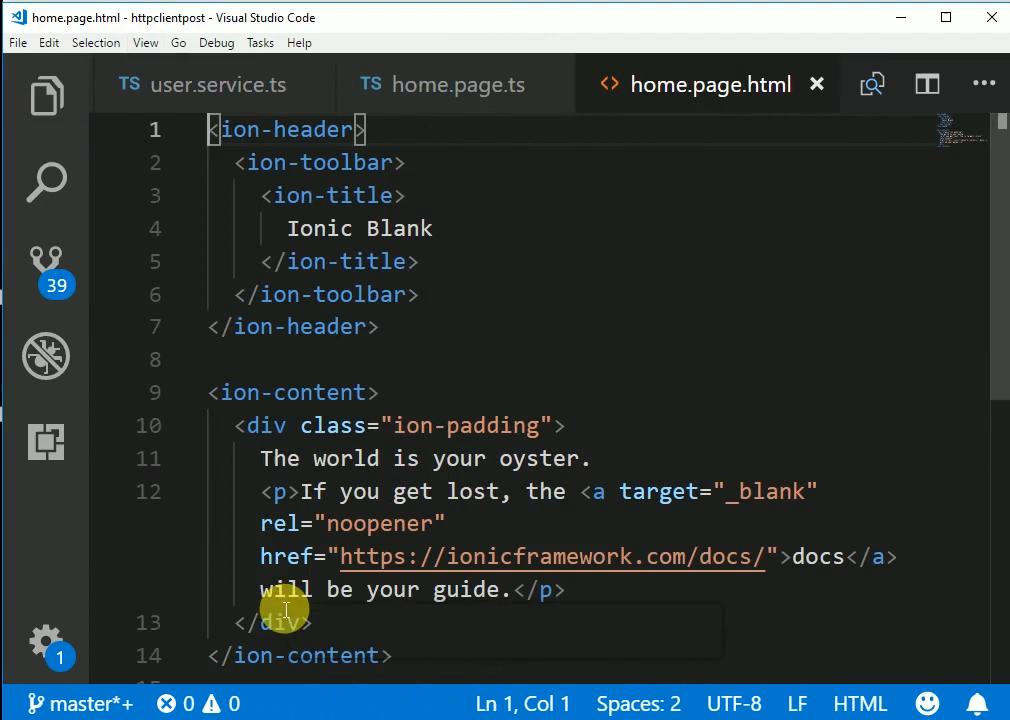 home.page.html - httpclientpost - Visual Studio Code
File Edit Selection View Go Debug Tasks Help
TS user.service.ts TS home.page.ts <> home.page.html ×
1 <ion-header>
2 <ion-toolbar>
3 <ion-title>
4 Ionic Blank
5 </ion-title>
6 </ion-toolbar>
7 </ion-header>
8
9 <ion-content>
10 <div class="ion-padding">
11 The world is your oyster.
12 <p>If you get lost, the <a target="_blank"
rel="noopener"
href="https://ionicframework.com/docs/">docs</a>
will be your guide.</p>
13 </div>
14 </ion-content>
39
1
master*+ 0 0 Ln 1, Col 1 Spaces: 2 UTF-8 LF HTML